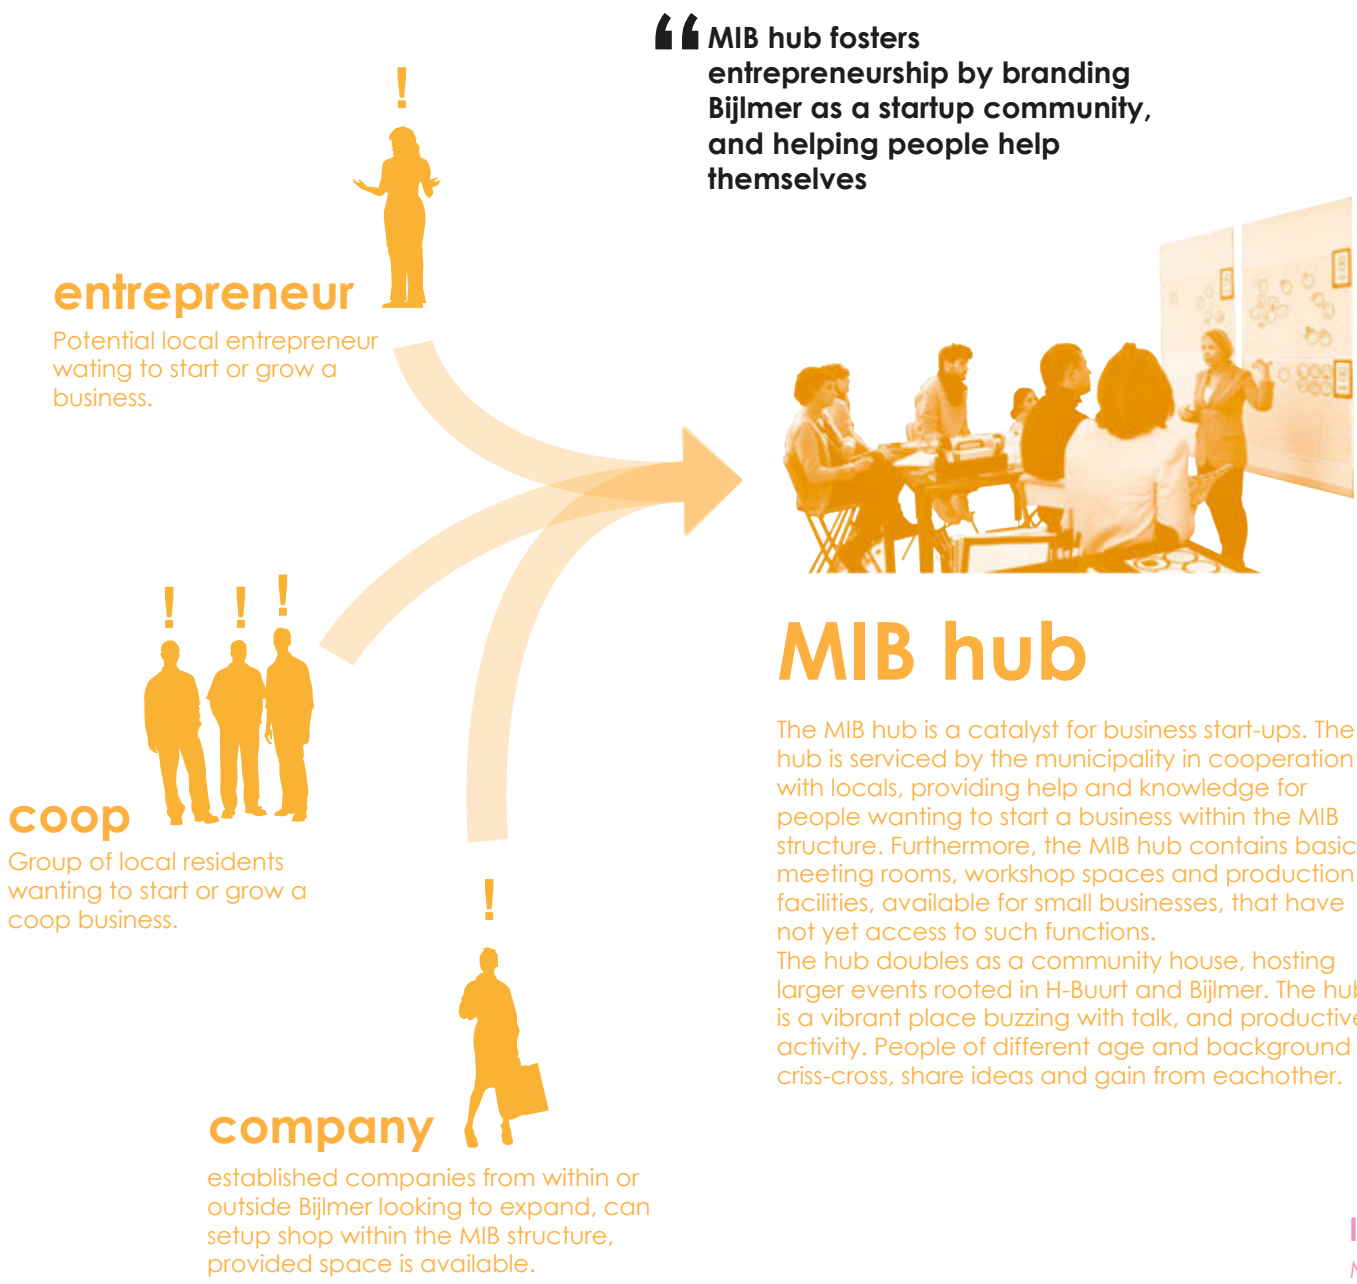 “ MIB hub fosters
entrepreneurship by branding
Bijlmer as a startup community,
and helping people help
themselves
!
entrepreneur
Potential local entrepreneur
wating to start or grow a
business.
! ! !
coop
Group of local residents
wanting to start or grow a
coop business.
!
company
established companies from within or
outside Bijlmer looking to expand, can
setup shop within the MIB structure,
provided space is available.
MIB hub
The MIB hub is a catalyst for business start-ups. The
hub is serviced by the municipality in cooperation
with locals, providing help and knowledge for
people wanting to start a business within the MIB
structure. Furthermore, the MIB hub contains basic
meeting rooms, workshop spaces and production
facilities, available for small businesses, that have
not yet access to such functions.
The hub doubles as a community house, hosting
larger events rooted in H-Buurt and Bijlmer. The hub
is a vibrant place buzzing with talk, and productive
activity. People of different age and background
criss-cross, share ideas and gain from eachother.